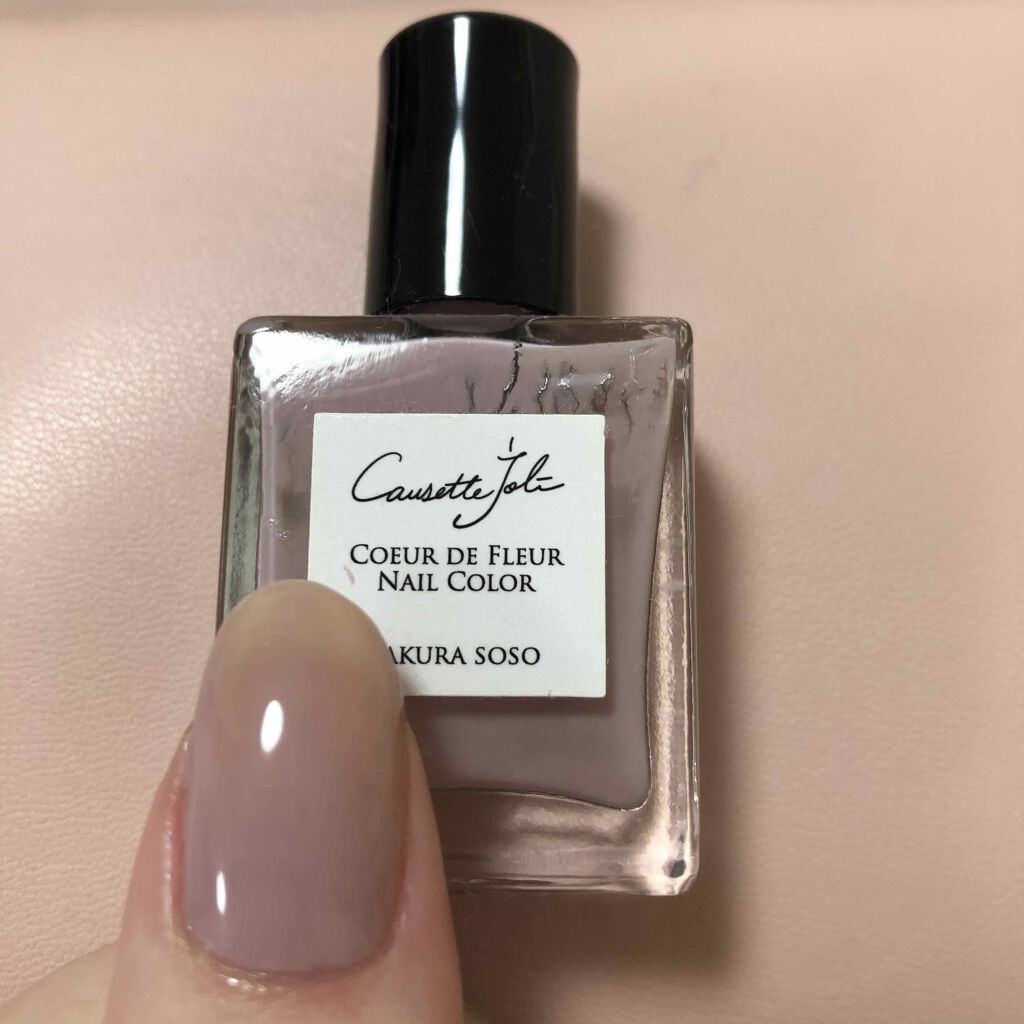 Causette Joli
COEUR DE FLEUR
NAIL COLOR
AKURA SOSO